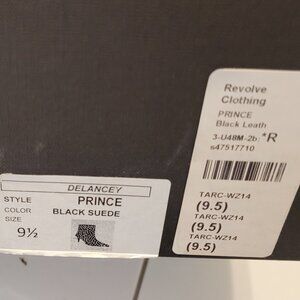 Revolve
Clothing
PRINCE
Black Leath
3-U48M-2b. *R
s47517710
TARC-WZ14
(9.5)
TARC-WZ14
(9.5)
TARC-WZ14
(9.5)
DELANCEY
STYLE PRINCE
COLOR BLACK SUEDE
SIZE
9½